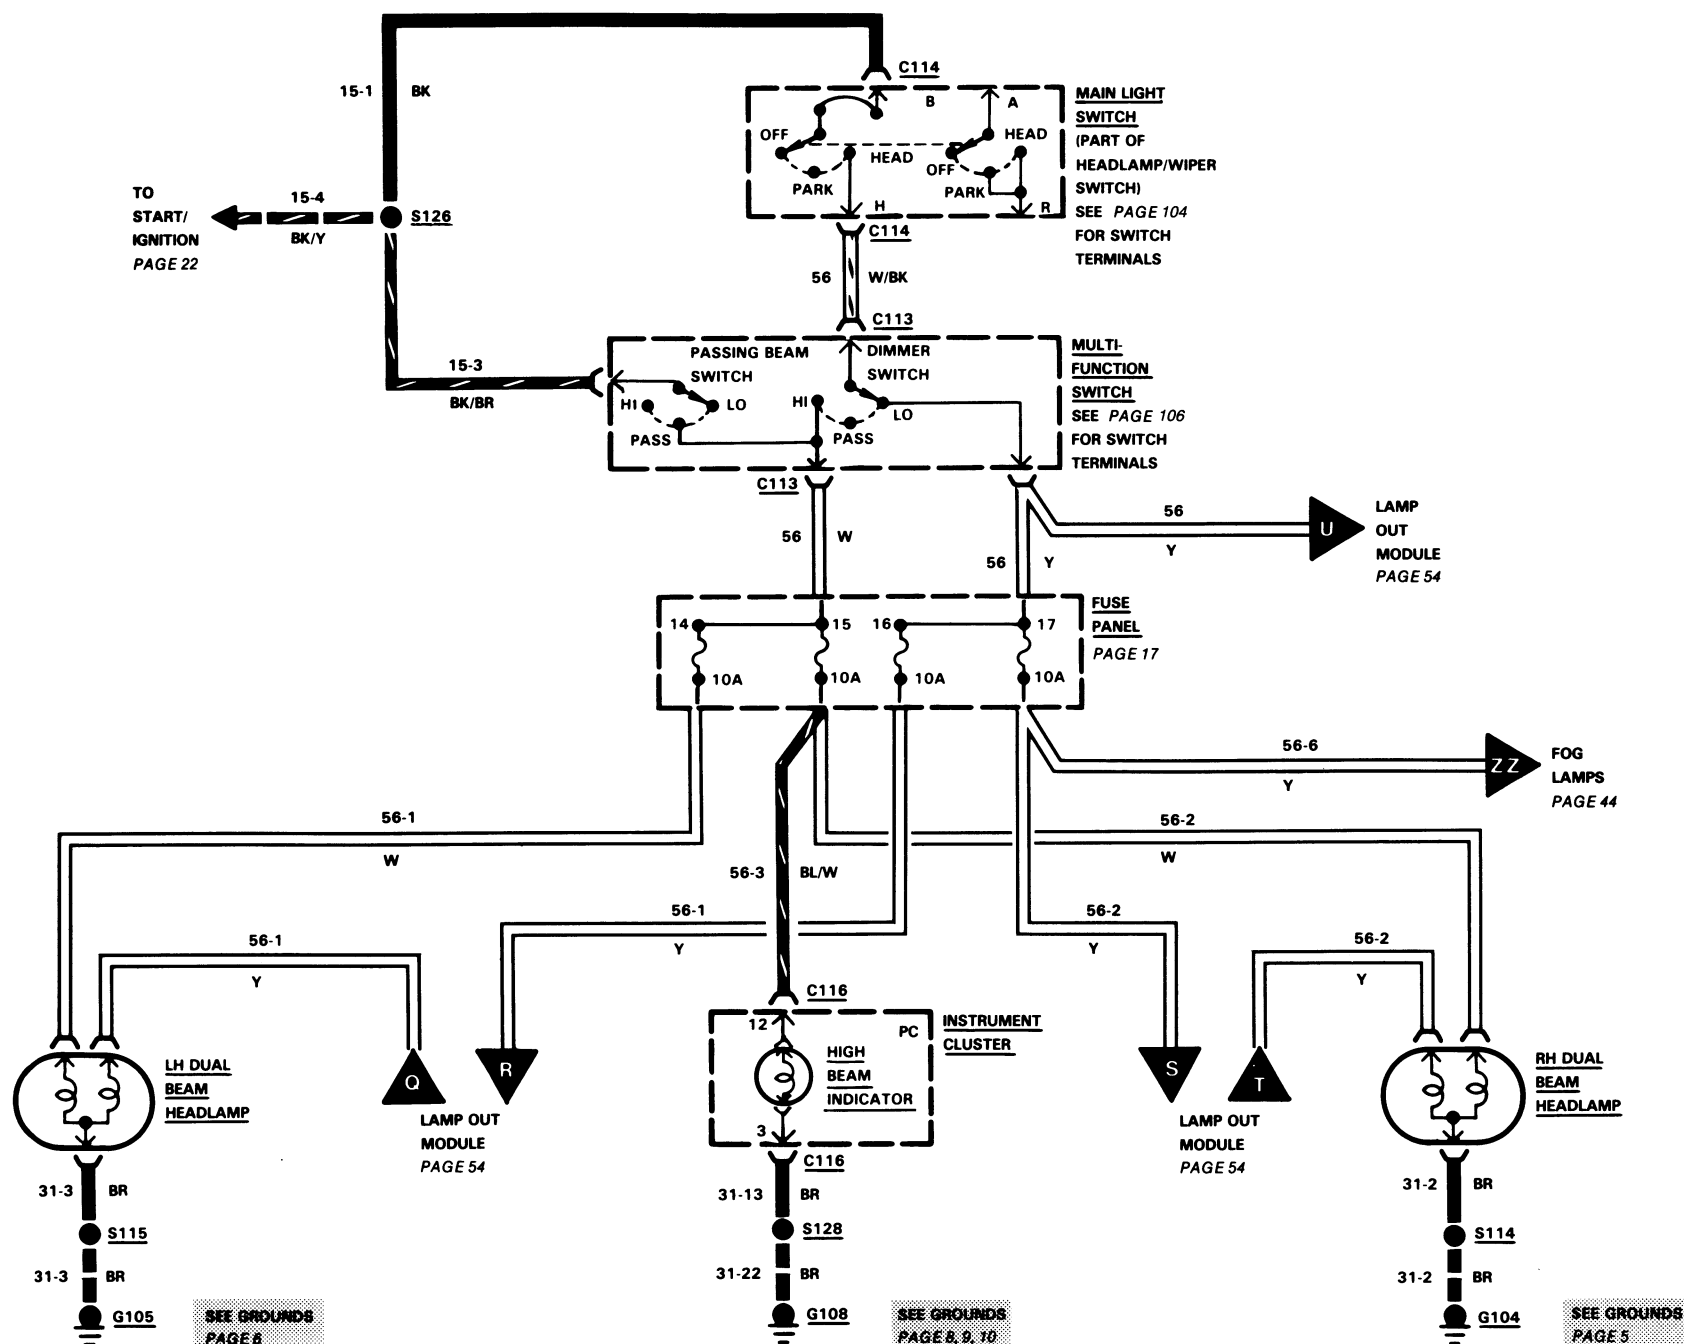 C114
15-1
BK
B
A
MAIN LIGHT
SWITCH
(PART OF
HEADLAMP/WIPER
SWITCH)
SEE PAGE 104
FOR SWITCH
TERMINALS
OFF
HEAD
PARK
HEAD
OFF
PARK
H
R
C114
TO
START/
IGNITION
PAGE 22
15-4
BK/Y
S126
56
W/BK
C113
PASSING BEAM
SWITCH
DIMMER
SWITCH
MULTI-
FUNCTION
SWITCH
SEE PAGE 106
FOR SWITCH
TERMINALS
15-3
BK/BR
HI
LO
PASS
HI
LO
PASS
C113
56
W
56
Y
56
Y
U
LAMP
OUT
MODULE
PAGE 54
FUSE
PANEL
PAGE 17
14
15
16
17
10A
10A
10A
10A
56-6
Y
ZZ
FOG
LAMPS
PAGE 44
56-1
W
56-2
W
56-3
BL/W
56-1
Y
56-2
Y
56-1
Y
56-2
Y
C116
12
PC
INSTRUMENT
CLUSTER
HIGH
BEAM
INDICATOR
3
C116
LH DUAL
BEAM
HEADLAMP
Q
R
LAMP OUT
MODULE
PAGE 54
S
T
LAMP OUT
MODULE
PAGE 54
RH DUAL
BEAM
HEADLAMP
31-3
BR
S115
31-3
BR
G105
SEE GROUNDS
PAGE 6
31-13
BR
S128
31-22
BR
G108
SEE GROUNDS
PAGE 8, 9, 10
31-2
BR
S114
31-2
BR
G104
SEE GROUNDS
PAGE 5